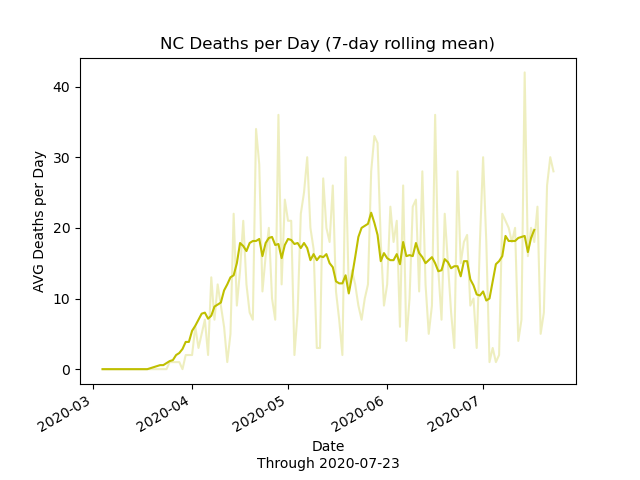 NC Deaths per Day (7-day rolling mean)
AVG Deaths per Day
40
30
20
10
0
2020-03
2020-04
2020-05
2020-06
2020-07
Date
Through 2020-07-23